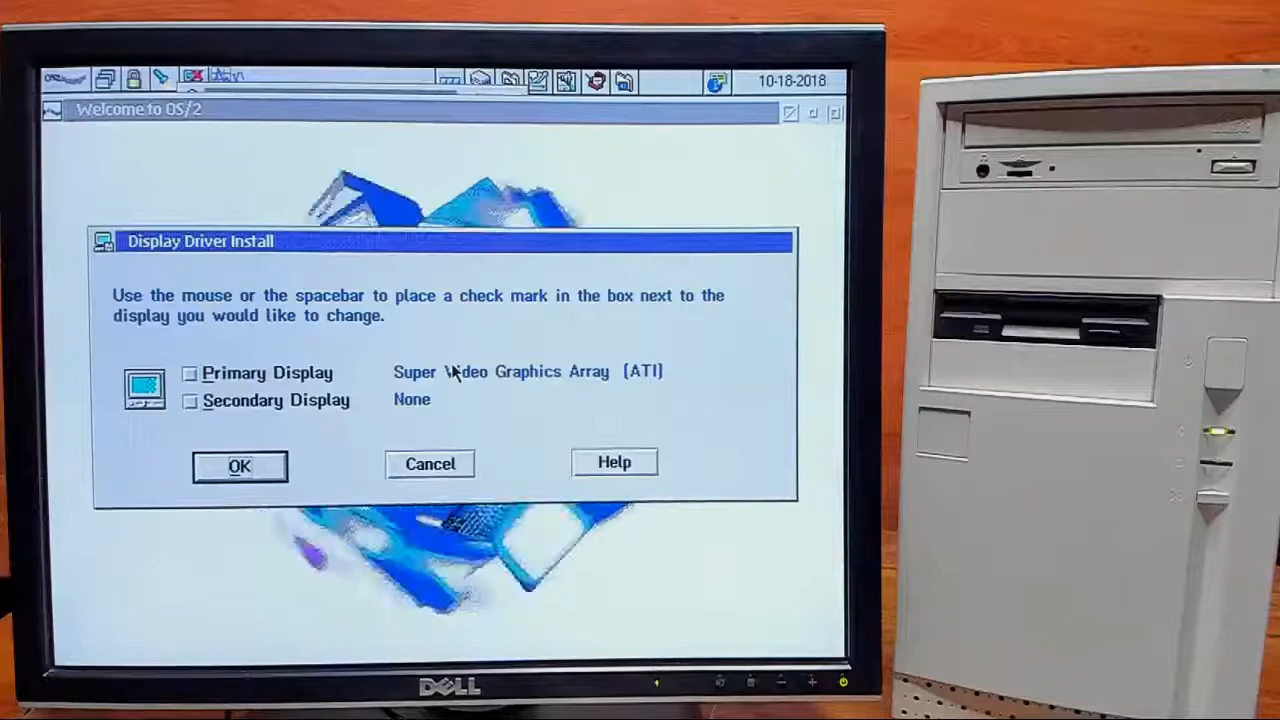 10-18-2018
Welcome to OS/2
Display Driver Install
Use the mouse or the spacebar to place a check mark in the box next to the
display you would like to change.
Primary Display Super Video Graphics Array (ATI)
Secondary Display None
OK Cancel Help
DELL